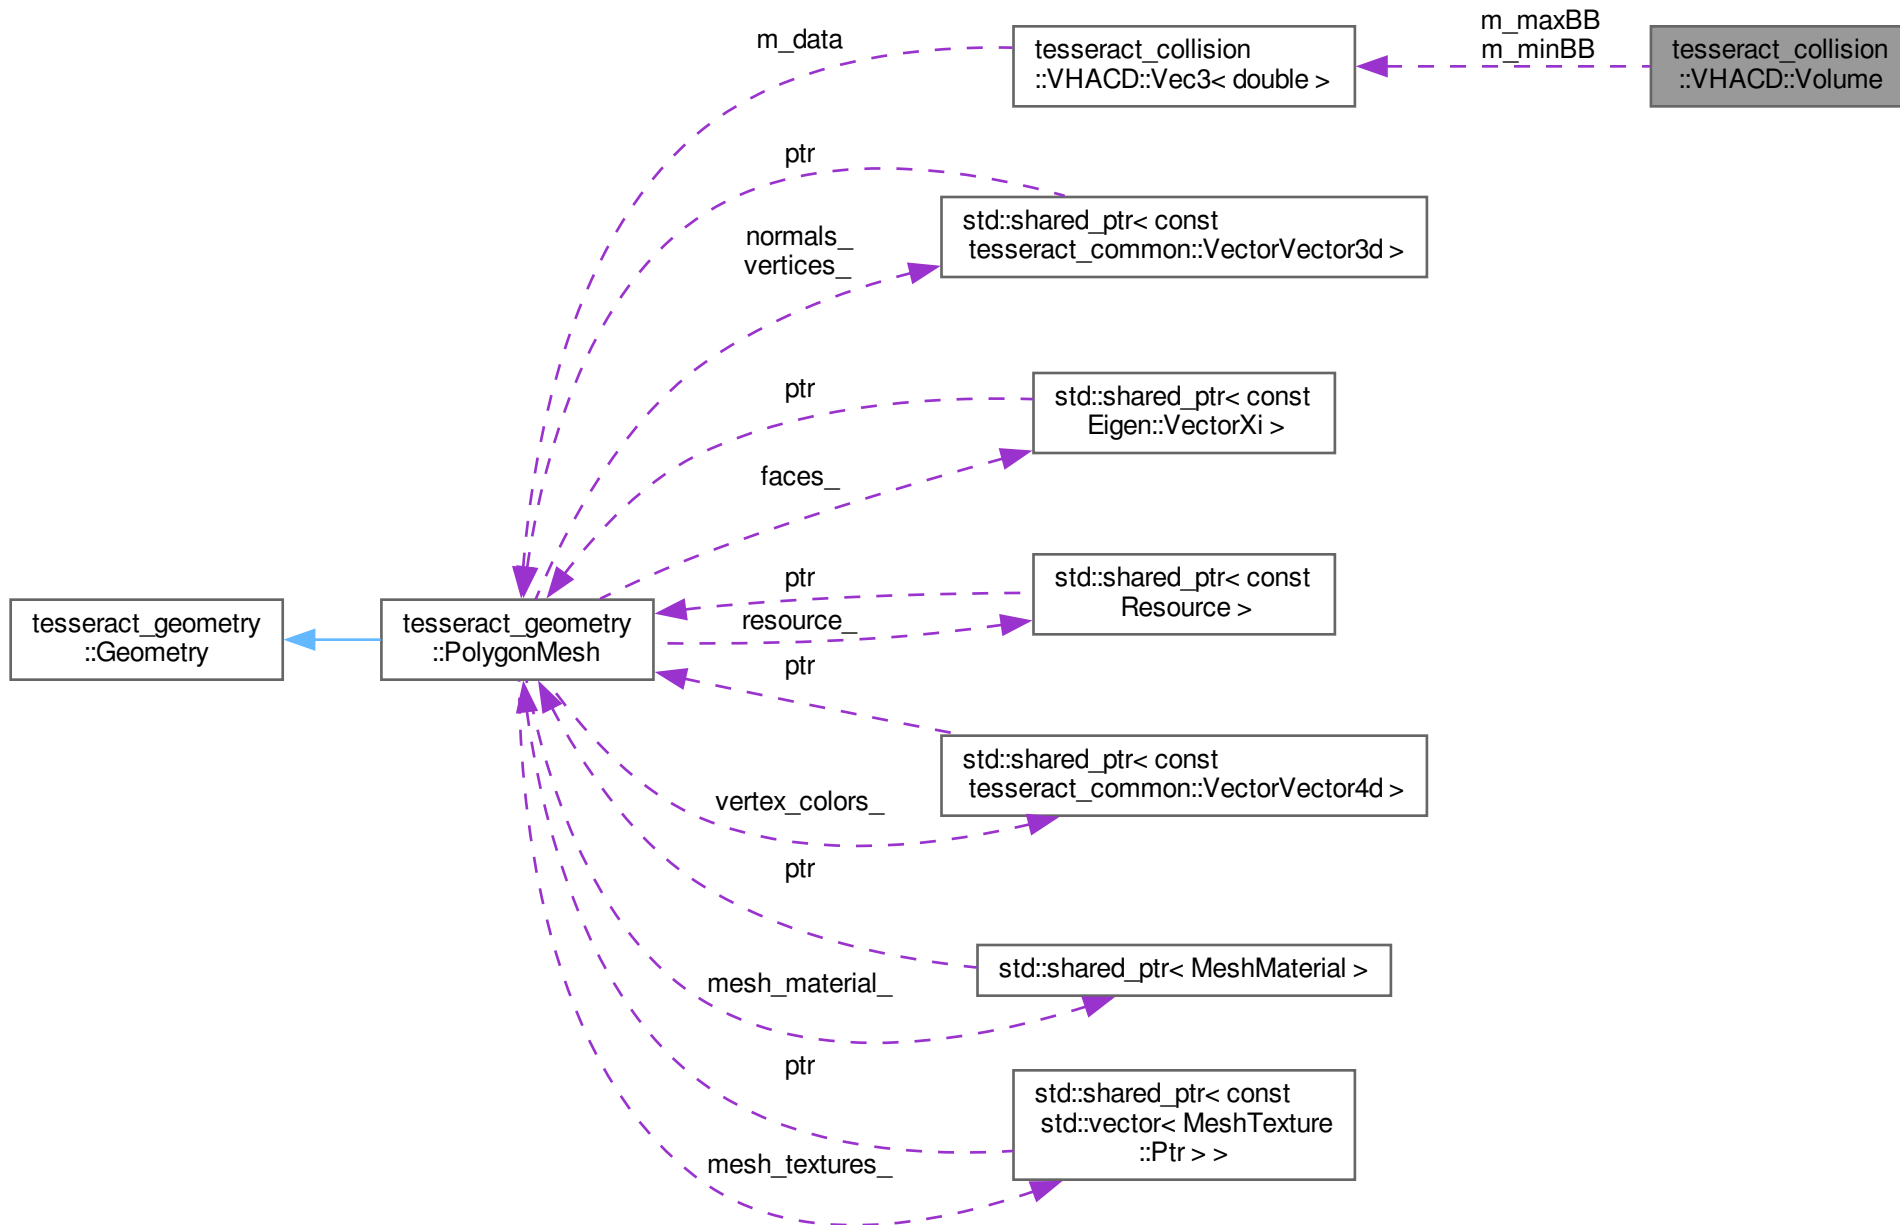 m_maxBB
m_minBB
tesseract_collision
::VHACD::Volume
m_data
tesseract_collision
::VHACD::Vec3< double >
ptr
std::shared_ptr< const
tesseract_common::VectorVector3d >
normals_
vertices_
ptr
std::shared_ptr< const
Eigen::VectorXi >
faces_
ptr
std::shared_ptr< const
Resource >
resource_
tesseract_geometry
::Geometry
tesseract_geometry
::PolygonMesh
ptr
std::shared_ptr< const
tesseract_common::VectorVector4d >
vertex_colors_
ptr
std::shared_ptr< MeshMaterial >
mesh_material_
ptr
std::shared_ptr< const
std::vector< MeshTexture
::Ptr > >
mesh_textures_